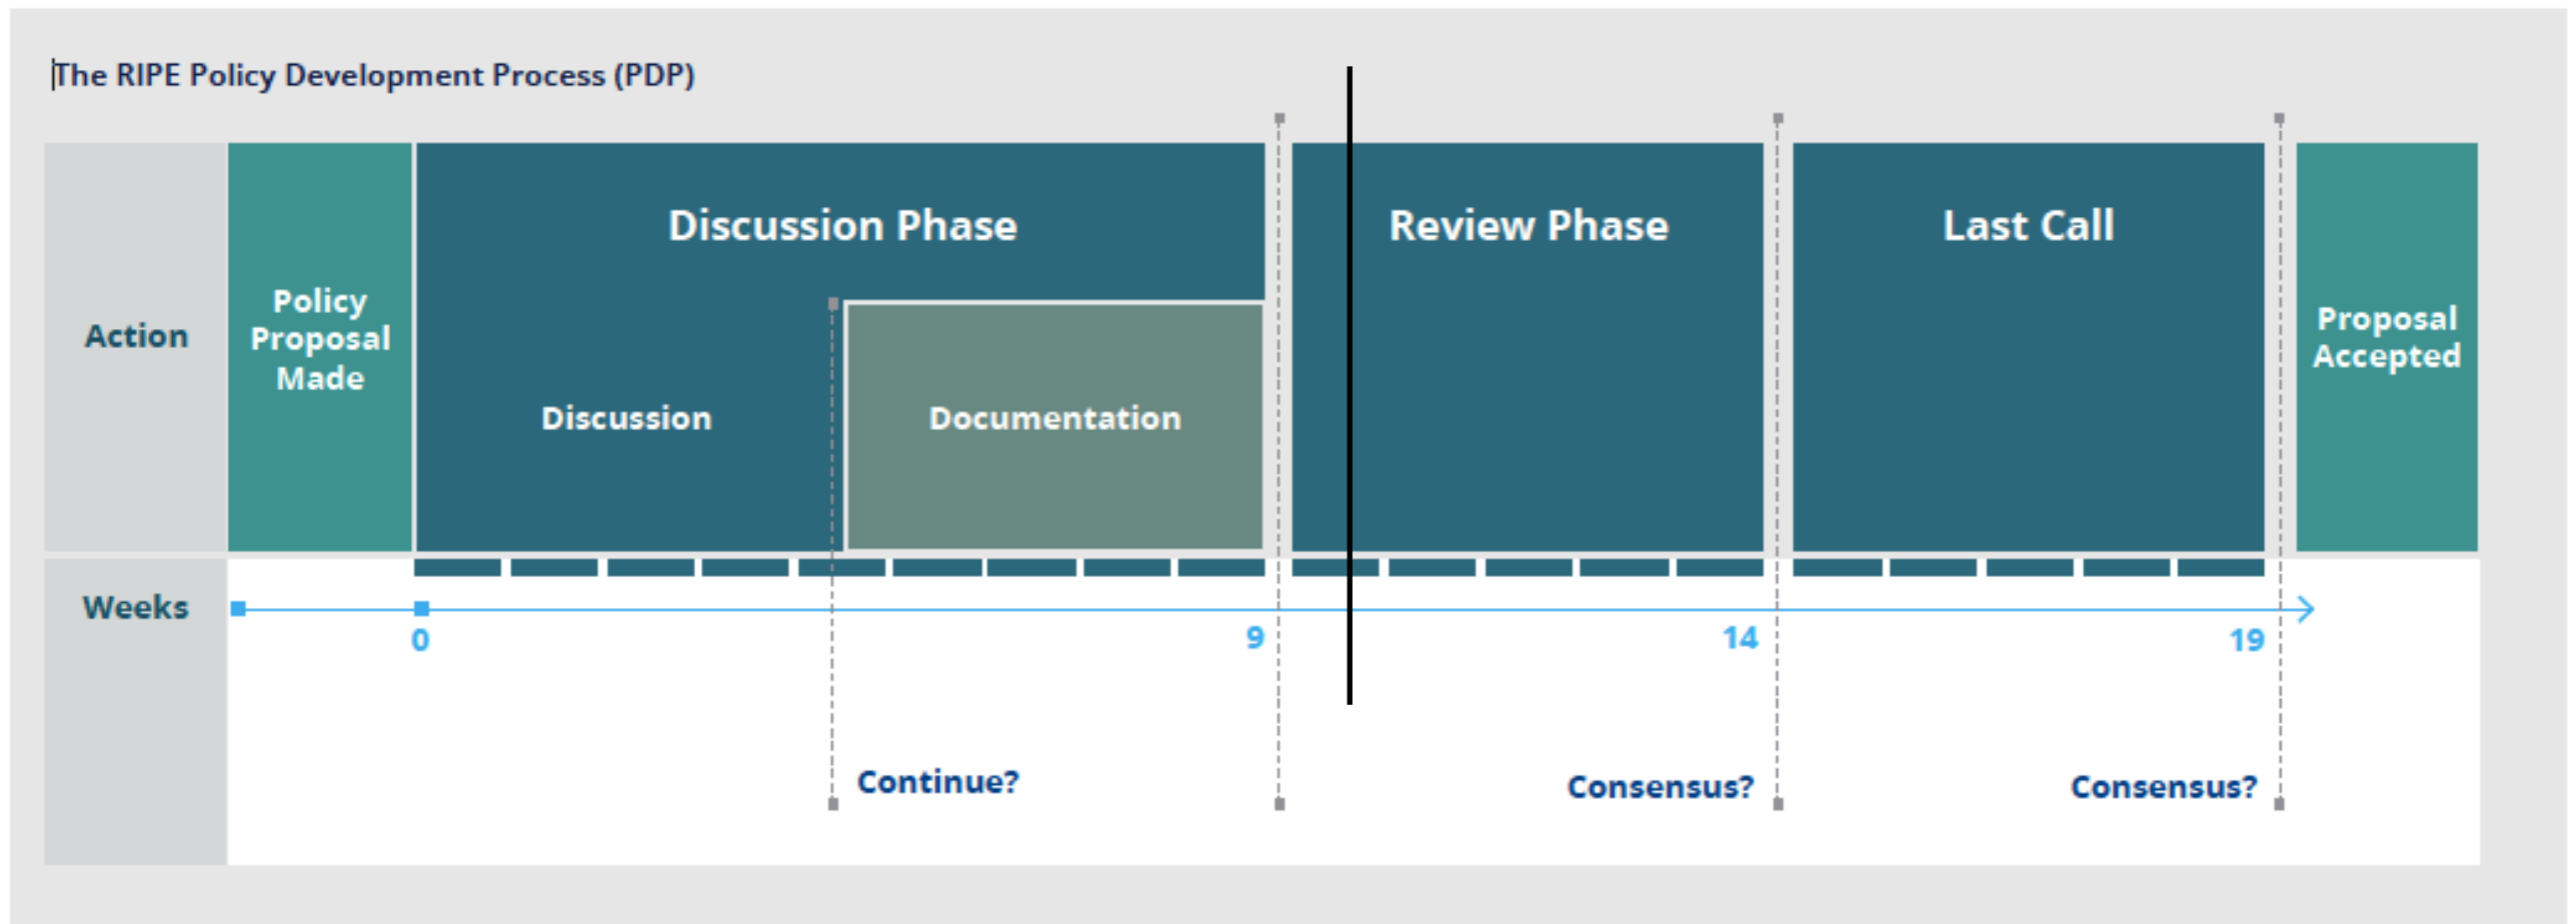 The RIPE Policy Development Process (PDP)
Action
Policy
Proposal
Made
Discussion Phase
Discussion
Documentation
Review Phase
Last Call
Proposal
Accepted
Weeks
0
9
14
19
Continue?
Consensus?
Consensus?